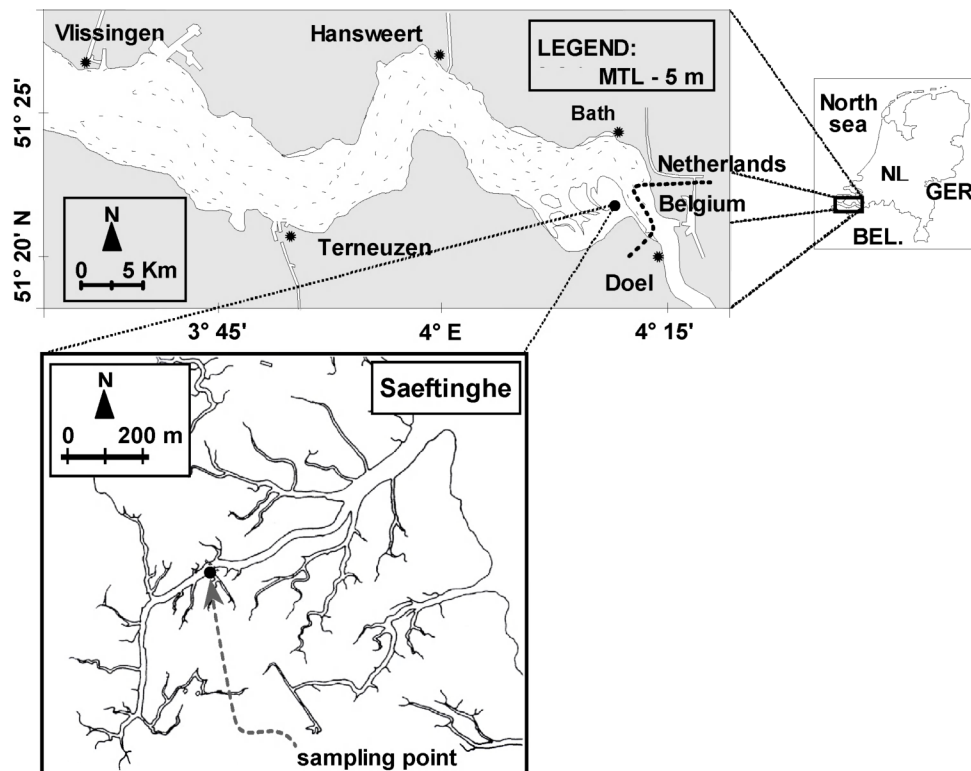 Vlissingen
Hansweert
LEGEND:
MTL - 5 m
51° 25'
Bath
North
sea
Netherlands
NL
GER
Belgium
BEL.
N
0 5 Km
Terneuzen
51° 20' N
Doel
3° 45'
4° E
4° 15'
N
0 200 m
Saeftinghe
sampling point